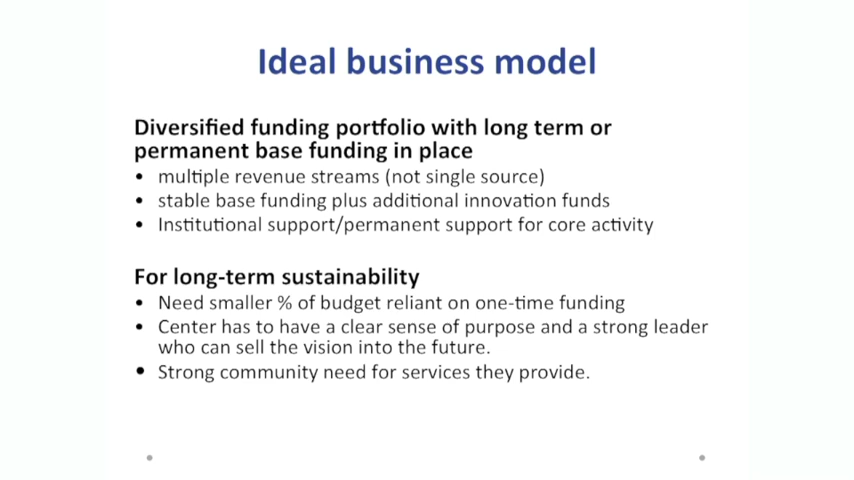 Ideal business model
Diversified funding portfolio with long term or
permanent base funding in place
• multiple revenue streams (not single source)
• stable base funding plus additional innovation funds
• Institutional support/permanent support for core activity
For long-term sustainability
• Need smaller % of budget reliant on one-time funding
• Center has to have a clear sense of purpose and a strong leader
who can sell the vision into the future.
• Strong community need for services they provide.